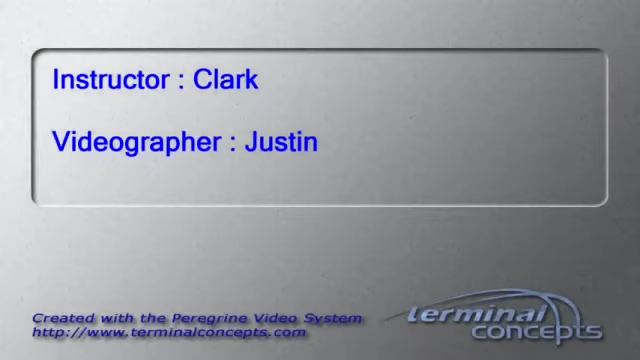 Instructor : Clark
Videographer : Justin
Created with the Peregrine Video System
http://www.terminalconcepts.com
terminal
concepts